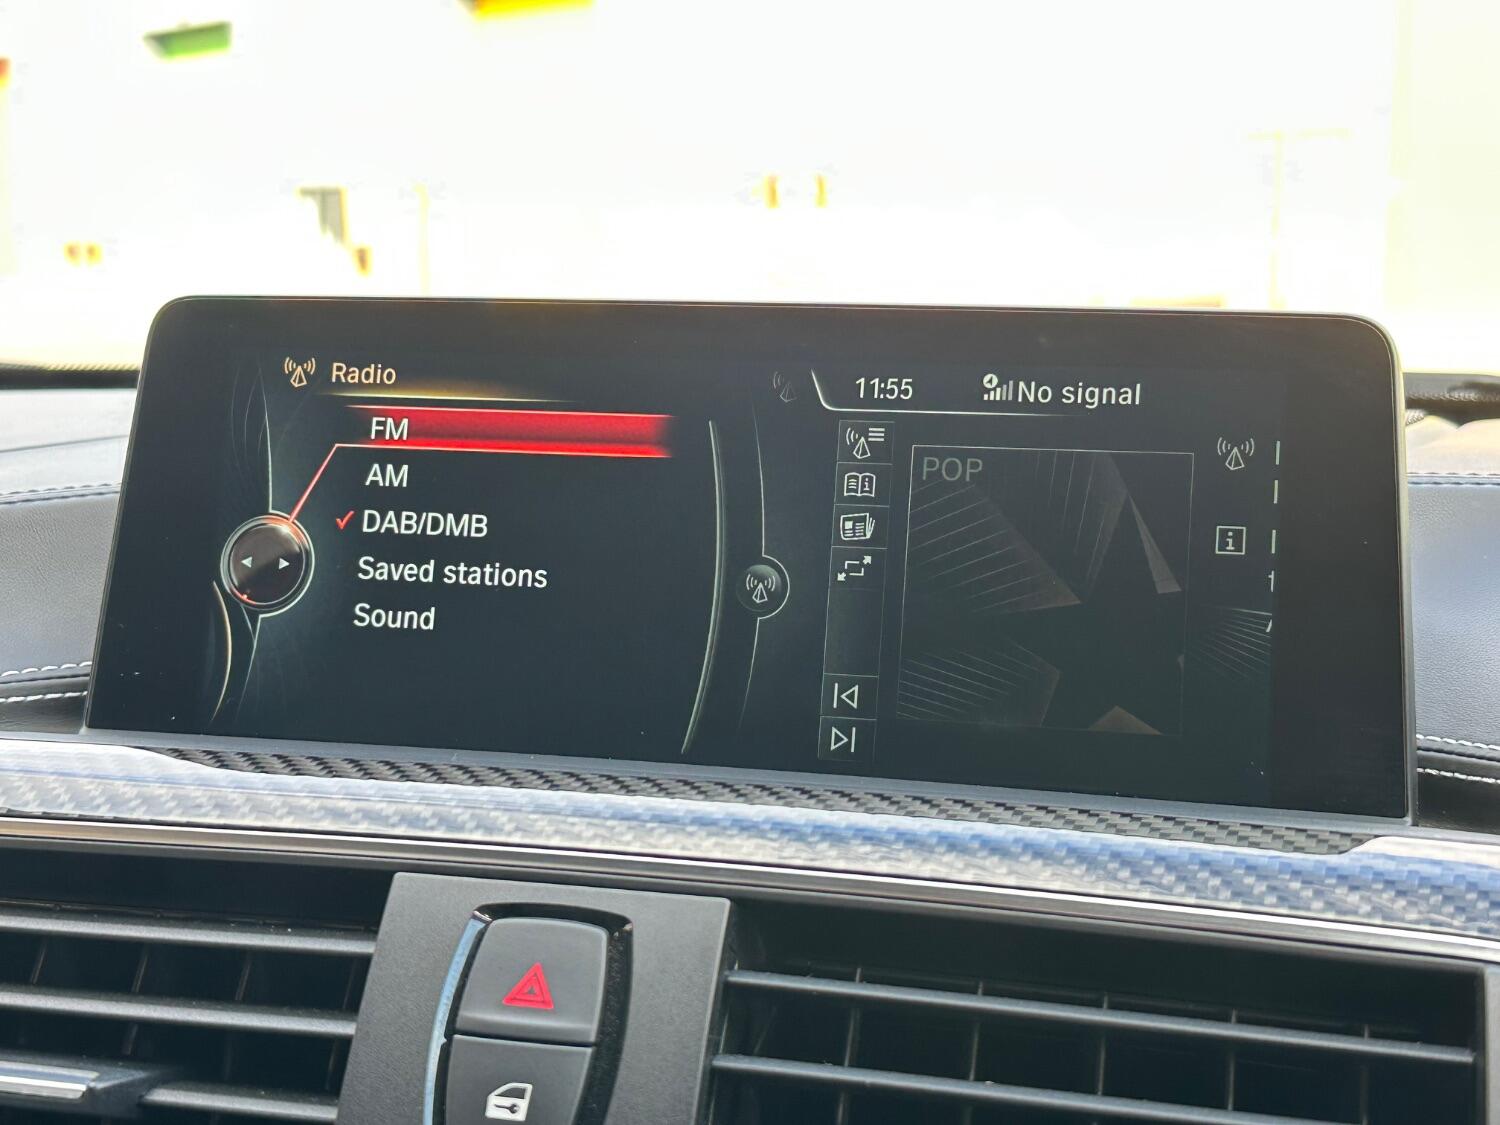 Radio
11:55
No signal
FM
AM
DAB/DMB
Saved stations
Sound
POP